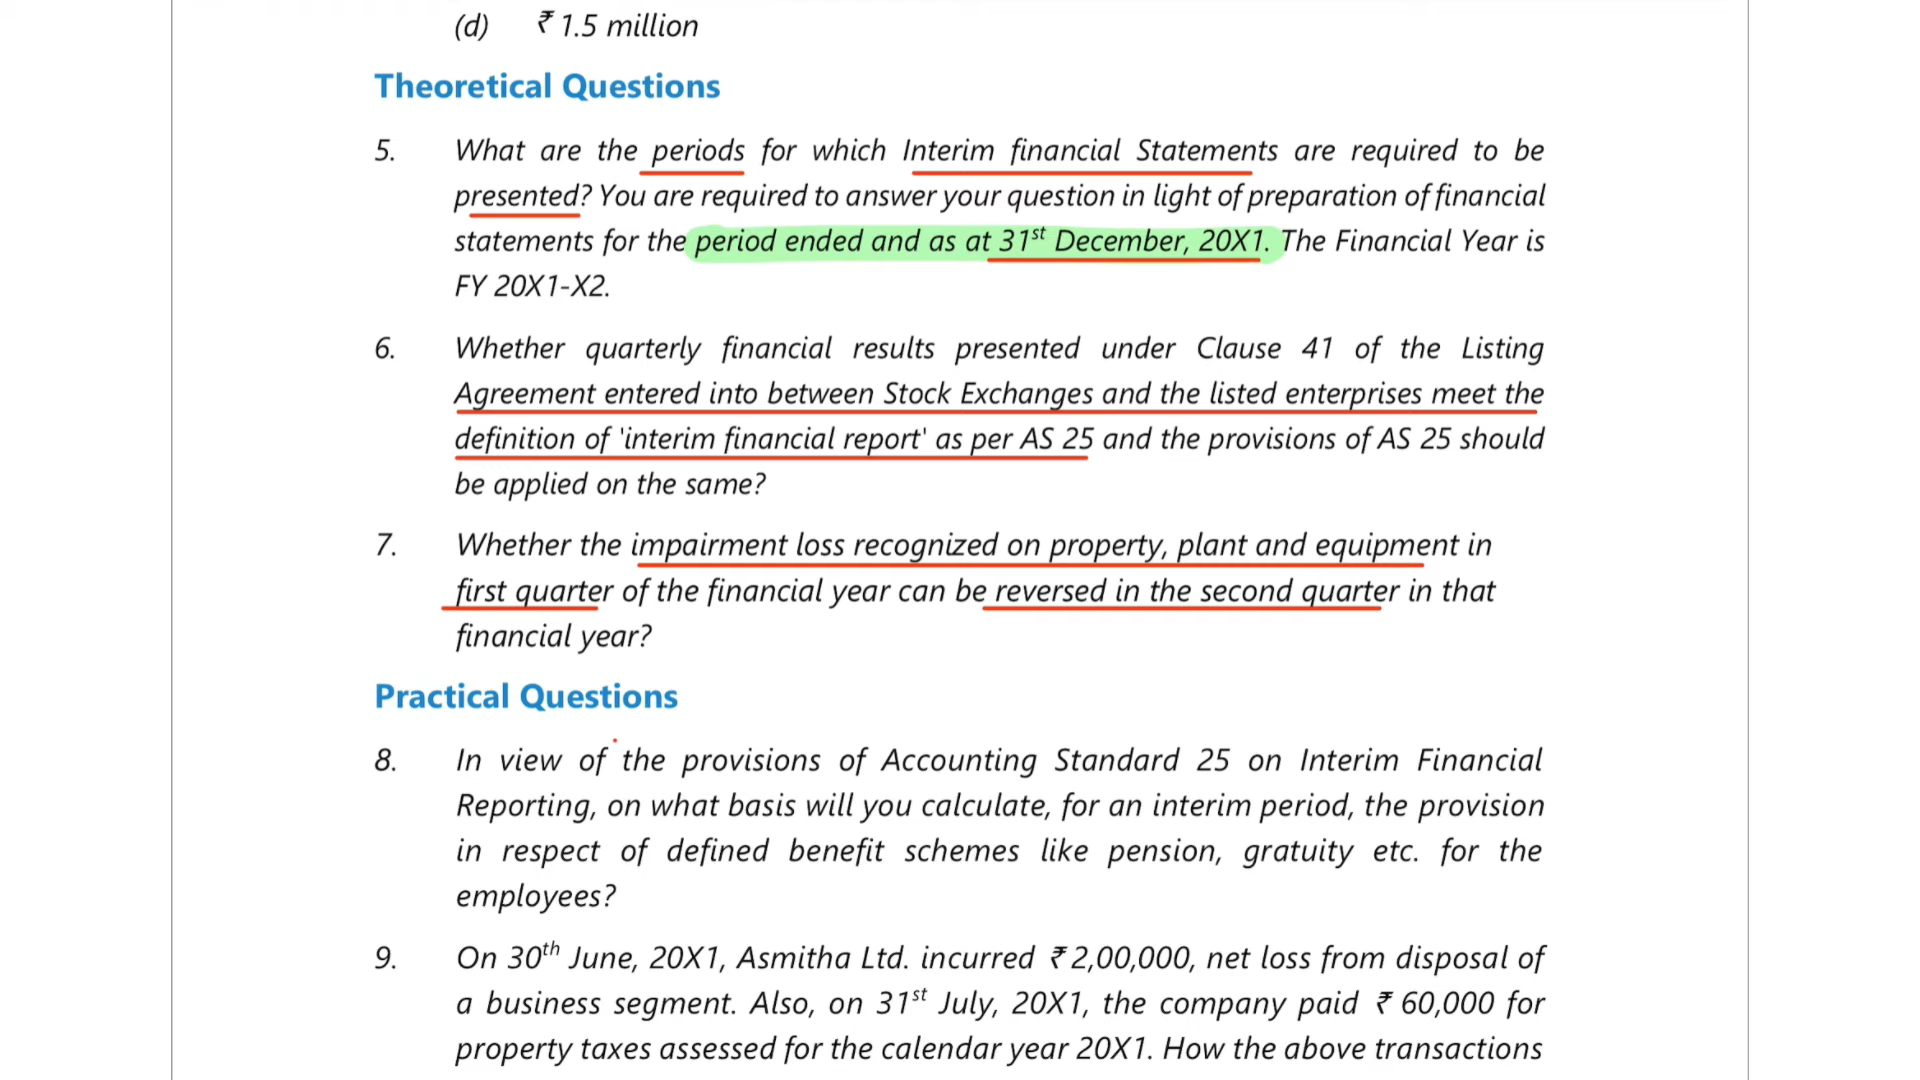 (d) ₹ 1.5 million
Theoretical Questions
5. What are the periods for which Interim financial Statements are required to be
presented? You are required to answer your question in light of preparation of financial
statements for the period ended and as at 31st December, 20X1. The Financial Year is
FY 20X1-X2.
6. Whether quarterly financial results presented under Clause 41 of the Listing
Agreement entered into between Stock Exchanges and the listed enterprises meet the
definition of 'interim financial report' as per AS 25 and the provisions of AS 25 should
be applied on the same?
7. Whether the impairment loss recognized on property, plant and equipment in
first quarter of the financial year can be reversed in the second quarter in that
financial year?
Practical Questions
8. In view of the provisions of Accounting Standard 25 on Interim Financial
Reporting, on what basis will you calculate, for an interim period, the provision
in respect of defined benefit schemes like pension, gratuity etc. for the
employees?
9. On 30th June, 20X1, Asmitha Ltd. incurred ₹ 2,00,000, net loss from disposal of
a business segment. Also, on 31st July, 20X1, the company paid ₹ 60,000 for
property taxes assessed for the calendar year 20X1. How the above transactions